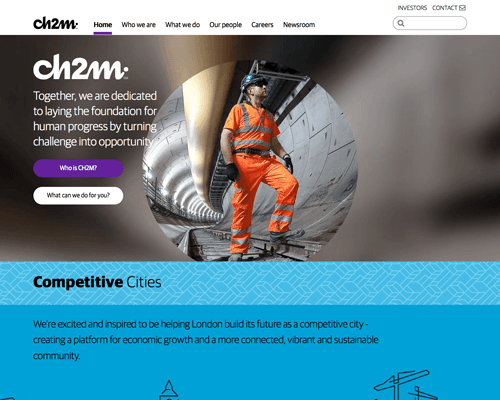 INVESTORS CONTACT
ch2m:
Home Who we are What we do Our people Careers Newsroom
ch2m:
Together, we are dedicated
to laying the foundation for
human progress by turning
challenge into opportunity
Who is CH2M?
What can we do for you?
Competitive Cities
We're excited and inspired to be helping London build its future as a competitive city -
creating a platform for economic growth and a more connected, vibrant and sustainable
community.